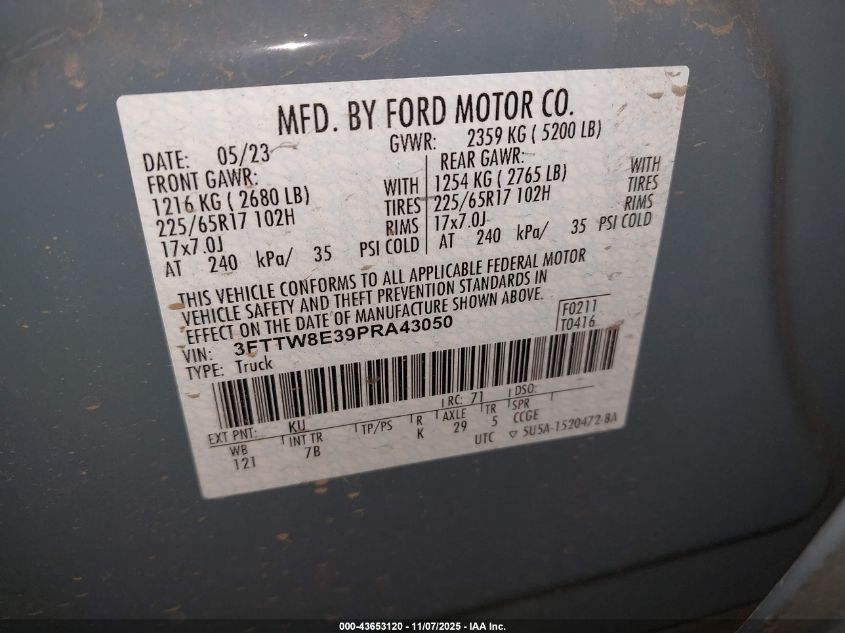 MFD. BY FORD MOTOR CO.
DATE: 05/23 GVWR: 2359 KG ( 5200 LB)
FRONT GAWR: REAR GAWR:
1216 KG ( 2680 LB) WITH 1254 KG ( 2765 LB) WITH
225/65R17 102H TIRES 225/65R17 102H TIRES
17x7.0J RIMS 17x7.0J RIMS
AT 240 kPa/ 35 PSI COLD AT 240 kPa/ 35 PSI COLD
THIS VEHICLE CONFORMS TO ALL APPLICABLE FEDERAL MOTOR
VEHICLE SAFETY AND THEFT PREVENTION STANDARDS IN
EFFECT ON THE DATE OF MANUFACTURE SHOWN ABOVE.
F0211
T0416
VIN: 3FTTW8E39PRA43050
TYPE: Truck
EXT PNT: KU RC: 71 DSO:
WB INT TR TP/PS R AXLE TR SPR
121 7B K 29 5 CCGE
UTC ▽ 5U5A-1520472-BA
000-43653120 - 11/07/2025 - IAA Inc.